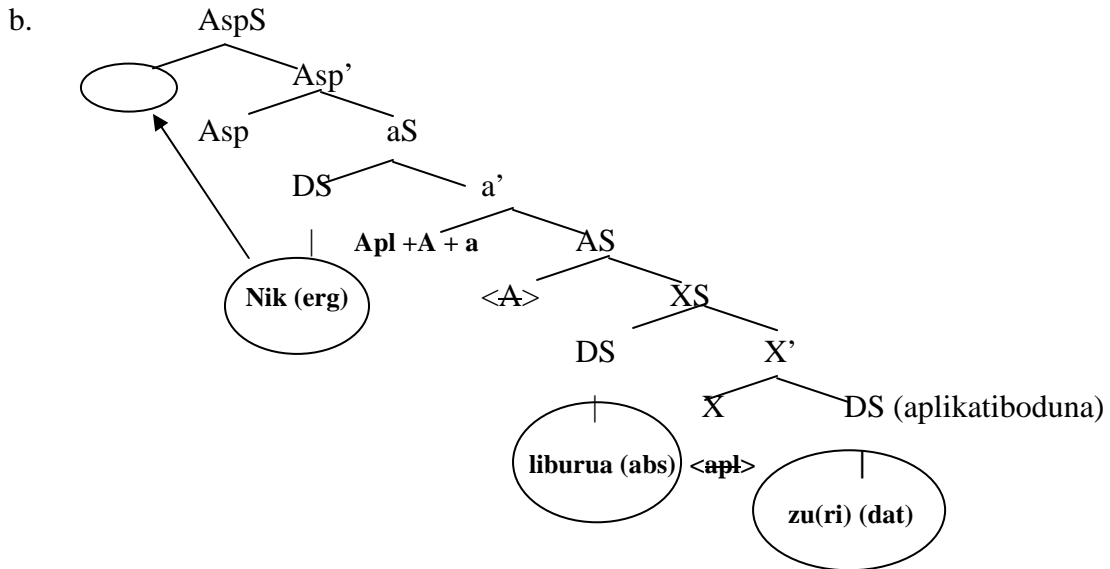 b.
AspS
Asp’
Asp
aS
DS
a’
Apl +A + a
AS
Nik (erg)
<A>
XS
DS
X’
X
DS (aplikatiboduna)
liburua (abs)
<apl>
zu(ri) (dat)